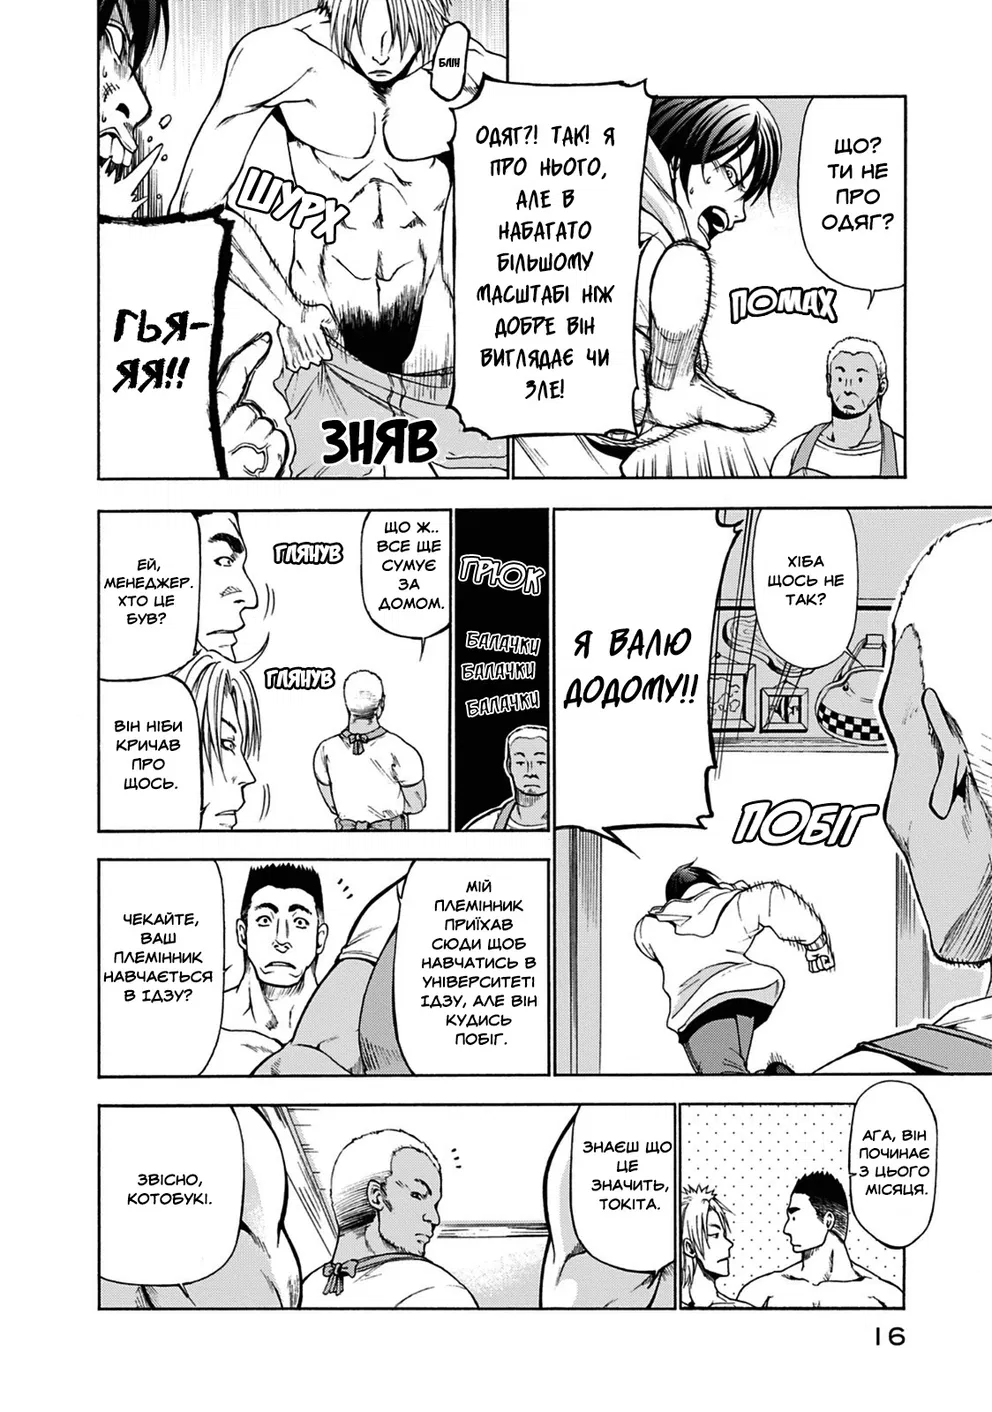 ЩО?
ТИ НЕ
ПРО
ОДЯГ?
ПОМАХ
ОДЯГ?! ТАК! Я
ПРО НЬОГО,
АЛЕ В
НАБАГАТО
БІЛЬШОМУ
МАСШТАБІ НІЖ
ДОБРЕ ВІН
ВИГЛЯДАЄ ЧИ
ЗЛЕ!
БЛІН
ШУРХ
ЗНЯВ
ГЬЯ-
ЯЯ!!
ХІБА
ЩОСЬ НЕ
ТАК?
Я ВАЛЮ
ДОДОМУ!!
ПОБІГ
ГРЮК
БАЛАЧКИ
БАЛАЧКИ
БАЛАЧКИ
ЩО Ж..
ВСЕ ЩЕ
СУМУЄ
ЗА
ДОМОМ.
ГЛЯНУВ
ГЛЯНУВ
ЕЙ,
МЕНЕДЖЕР.
ХТО ЦЕ
БУВ?
ВІН НІБИ
КРИЧАВ
ПРО
ЩОСЬ.
МІЙ
ПЛЕМІННИК
ПРИЇХАВ
СЮДИ ЩОБ
НАВЧАТИСЬ В
УНІВЕРСИТЕТІ
ІДЗУ, АЛЕ ВІН
КУДИСЬ
ПОБІГ.
ЧЕКАЙТЕ,
ВАШ
ПЛЕМІННИК
НАВЧАЄТЬСЯ
В ІДЗУ?
АГА, ВІН
ПОЧИНАЄ
З ЦЬОГО
МІСЯЦЯ.
ЗНАЄШ ЩО
ЦЕ
ЗНАЧИТЬ,
ТОКІТА.
ЗВІСНО,
КОТОБУКІ.
16